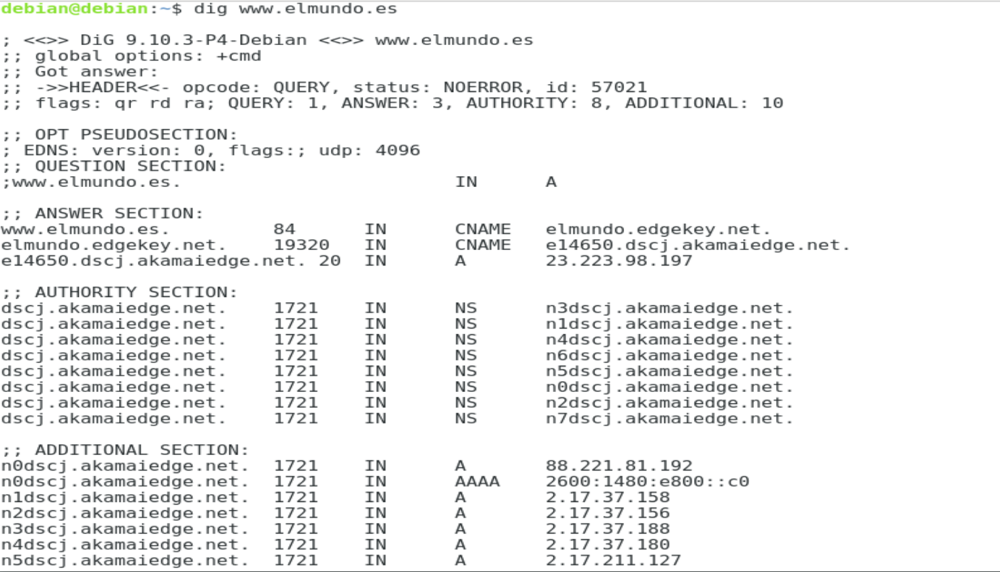 debian@debian:~$ dig www.elmundo.es
; <<>> DiG 9.10.3-P4-Debian <<>> www.elmundo.es
;; global options: +cmd
;; Got answer:
;; ->>HEADER<<- opcode: QUERY, status: NOERROR, id: 57021
;; flags: qr rd ra; QUERY: 1, ANSWER: 3, AUTHORITY: 8, ADDITIONAL: 10
;; OPT PSEUDOSECTION:
; EDNS: version: 0, flags:; udp: 4096
;; QUESTION SECTION:
;www.elmundo.es. IN A
;; ANSWER SECTION:
www.elmundo.es. 84 IN CNAME elmundo.edgekey.net.
elmundo.edgekey.net. 19320 IN CNAME e14650.dscj.akamaiedge.net.
e14650.dscj.akamaiedge.net. 20 IN A 23.223.98.197
;; AUTHORITY SECTION:
dscj.akamaiedge.net. 1721 IN NS n3dscj.akamaiedge.net.
dscj.akamaiedge.net. 1721 IN NS n1dscj.akamaiedge.net.
dscj.akamaiedge.net. 1721 IN NS n4dscj.akamaiedge.net.
dscj.akamaiedge.net. 1721 IN NS n6dscj.akamaiedge.net.
dscj.akamaiedge.net. 1721 IN NS n5dscj.akamaiedge.net.
dscj.akamaiedge.net. 1721 IN NS n0dscj.akamaiedge.net.
dscj.akamaiedge.net. 1721 IN NS n2dscj.akamaiedge.net.
dscj.akamaiedge.net. 1721 IN NS n7dscj.akamaiedge.net.
;; ADDITIONAL SECTION:
n0dscj.akamaiedge.net. 1721 IN A 88.221.81.192
n0dscj.akamaiedge.net. 1721 IN AAAA 2600:1480:e800::c0
n1dscj.akamaiedge.net. 1721 IN A 2.17.37.158
n2dscj.akamaiedge.net. 1721 IN A 2.17.37.156
n3dscj.akamaiedge.net. 1721 IN A 2.17.37.188
n4dscj.akamaiedge.net. 1721 IN A 2.17.37.180
n5dscj.akamaiedge.net. 1721 IN A 2.17.211.127